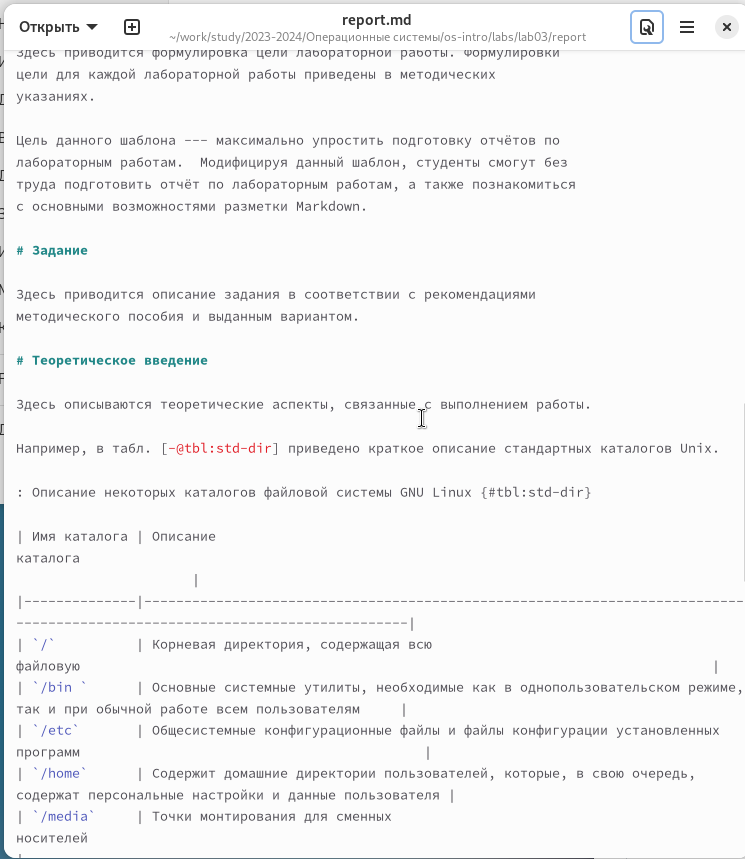 Открыть
report.md
~/work/study/2023-2024/Операционные системы/os-intro/labs/lab03/report
Здесь приводится формулировка цели лабораторной работы. Формулировки
цели для каждой лабораторной работы приведены в методических
указаниях.
Цель данного шаблона --- максимально упростить подготовку отчётов по
лабораторным работам.  Модифицируя данный шаблон, студенты смогут без
труда подготовить отчёт по лабораторным работам, а также познакомиться
с основными возможностями разметки Markdown.
# Задание
Здесь приводится описание задания в соответствии с рекомендациями
методического пособия и выданным вариантом.
# Теоретическое введение
Здесь описываются теоретические аспекты, связанные с выполнением работы.
Например, в табл. [-@tbl:std-dir] приведено краткое описание стандартных каталогов Unix.
: Описание некоторых каталогов файловой системы GNU Linux {#tbl:std-dir}
| Имя каталога | Описание
каталога
|
|--------------|---------------------------------------------------------------------------
-------------------------------------------------|
| `/`          | Корневая директория, содержащая всю
файловую                                                                               |
| `/bin `      | Основные системные утилиты, необходимые как в однопользовательском режиме,
так и при обычной работе всем пользователям     |
| `/etc`       | Общесистемные конфигурационные файлы и файлы конфигурации установленных
программ                                           |
| `/home`      | Содержит домашние директории пользователей, которые, в свою очередь,
содержат персональные настройки и данные пользователя |
| `/media`     | Точки монтирования для сменных
носителей